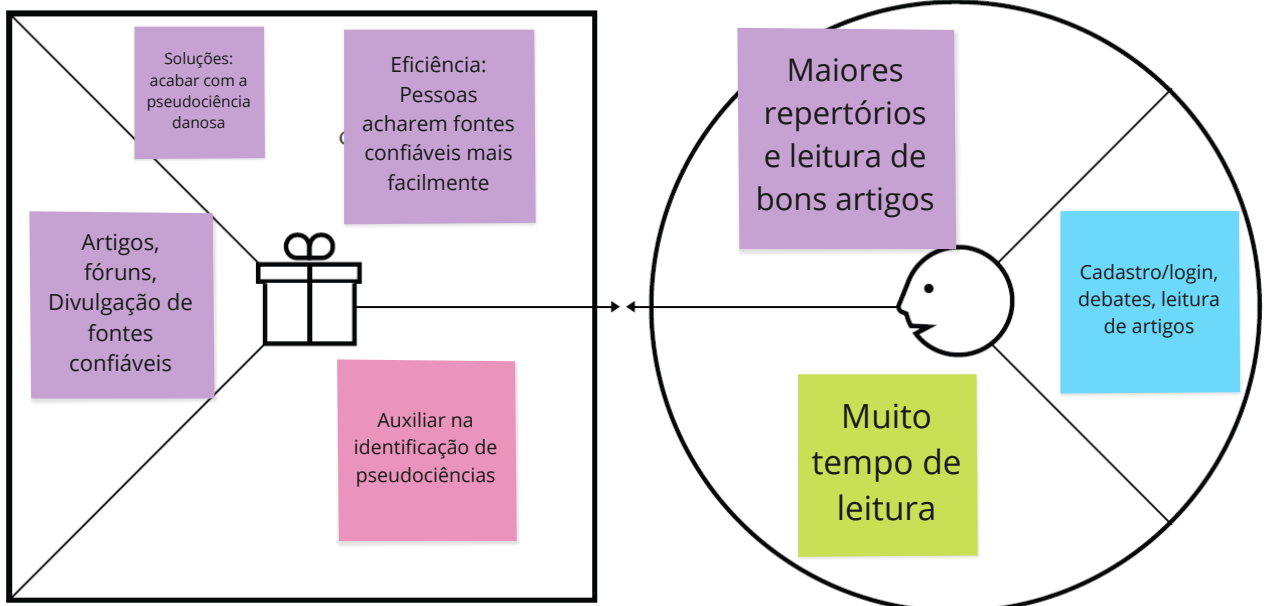 Soluções:
acabar com a
pseudociência
danosa
Eficiência:
Pessoas
acharem fontes
confiáveis mais
facilmente
Artigos,
fóruns,
Divulgação de
fontes
confiáveis
Auxiliar na
identificação de
pseudociências
Maiores
repertórios
e leitura de
bons artigos
Cadastro/login,
debates, leitura
de artigos
Muito
tempo de
leitura